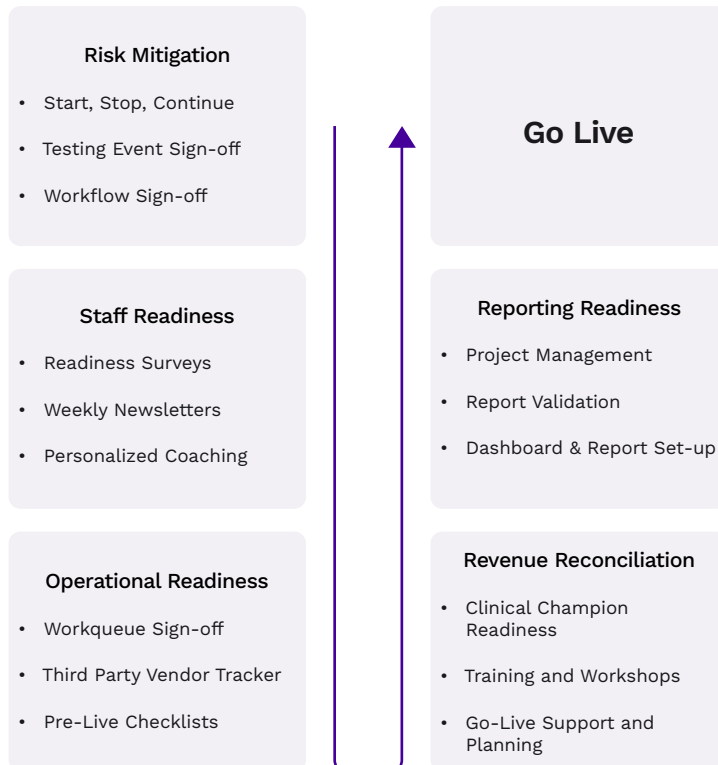 Risk Mitigation
• Start, Stop, Continue
• Testing Event Sign-off
• Workflow Sign-off
Staff Readiness
• Readiness Surveys
• Weekly Newsletters
• Personalized Coaching
Operational Readiness
• Workqueue Sign-off
• Third Party Vendor Tracker
• Pre-Live Checklists
Revenue Reconciliation
• Clinical Champion
Readiness
• Training and Workshops
• Go-Live Support and
Planning
Reporting Readiness
• Project Management
• Report Validation
• Dashboard & Report Set-up
Go Live